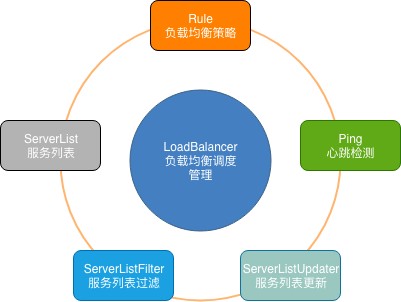 Rule
负载均衡策略
ServerList
服务列表
LoadBalancer
负载均衡调度
管理
Ping
心跳检测
ServerListFilter
服务列表过滤
ServerListUpdater
服务列表更新